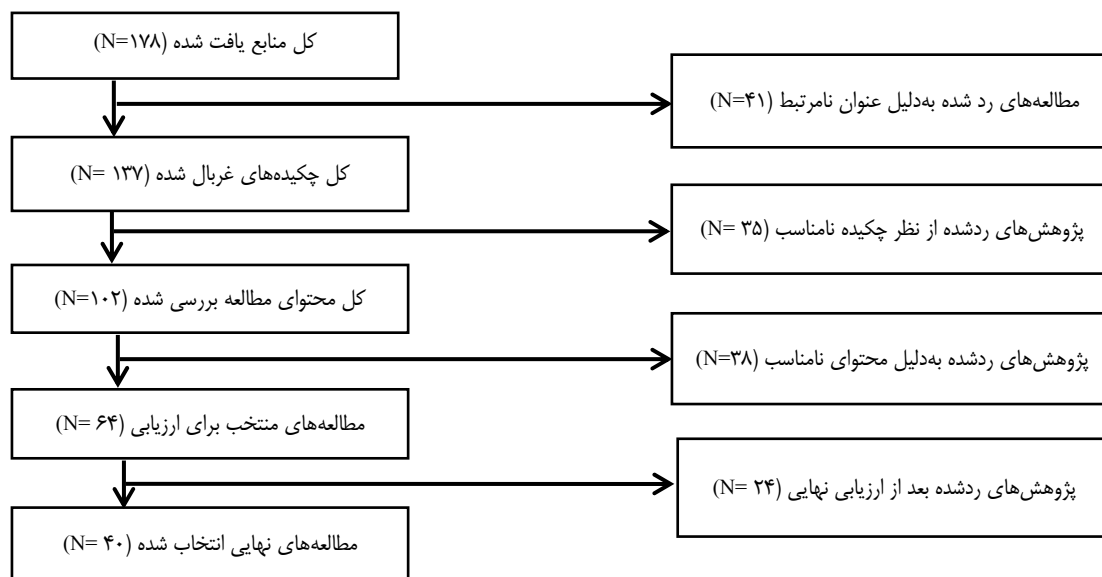 کل منابع یافت شده (N=۱۷۸)
مطالعه‌های رد شده به‌دلیل عنوان نامرتبط (N=۴۱)
کل چکیده‌های غربال شده (N= ۱۳۷)
پژوهش‌های ردشده از نظر چکیده نامناسب (N= ۳۵)
کل محتوای مطالعه بررسی شده (N=۱۰۲)
پژوهش‌های ردشده به‌دلیل محتوای نامناسب (N=۳۸)
مطالعه‌های منتخب برای ارزیابی (N= ۶۴)
پژوهش‌های ردشده بعد از ارزیابی نهایی (N= ۲۴)
مطالعه‌های نهایی انتخاب شده (N= ۴۰)